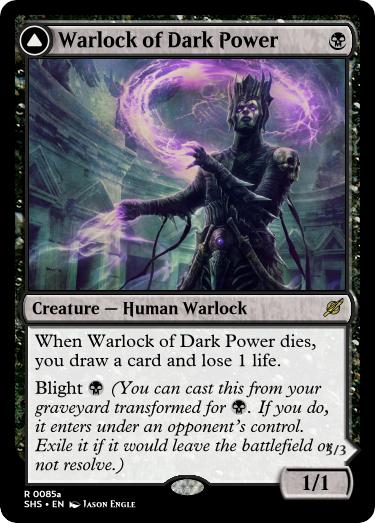 Warlock of Dark Power
Creature — Human Warlock
When Warlock of Dark Power dies,
you draw a card and lose 1 life.
Blight (You can cast this from your
graveyard transformed for . If you do,
it enters under an opponent's control.
Exile it if it would leave the battlefield or
not resolve.)
3/3
1/1
R 0085a
SHS • EN Jason Engle